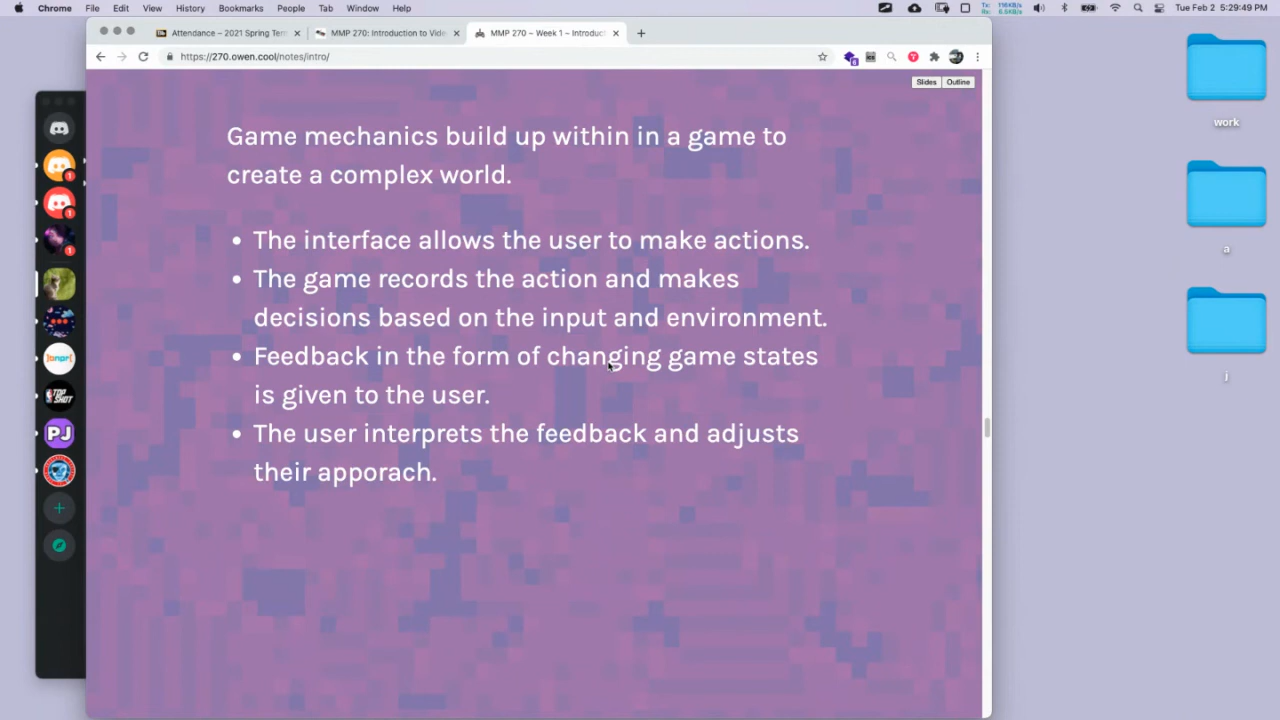 Chrome File Edit View History Bookmarks People Tab Window Help
Tue Feb 2 5:29:49 PM
Attendance – 2021 Spring Ter
MMP 270: Introduction to Vide
MMP 270 – Week 1 – Introduc
https://270.owen.cool/notes/intro/
Slides Outline
Game mechanics build up within in a game to
create a complex world.
• The interface allows the user to make actions.
• The game records the action and makes
decisions based on the input and environment.
• Feedback in the form of changing game states
is given to the user.
• The user interprets the feedback and adjusts
their apporach.
work
a
j
TOP
SHOT
PJ